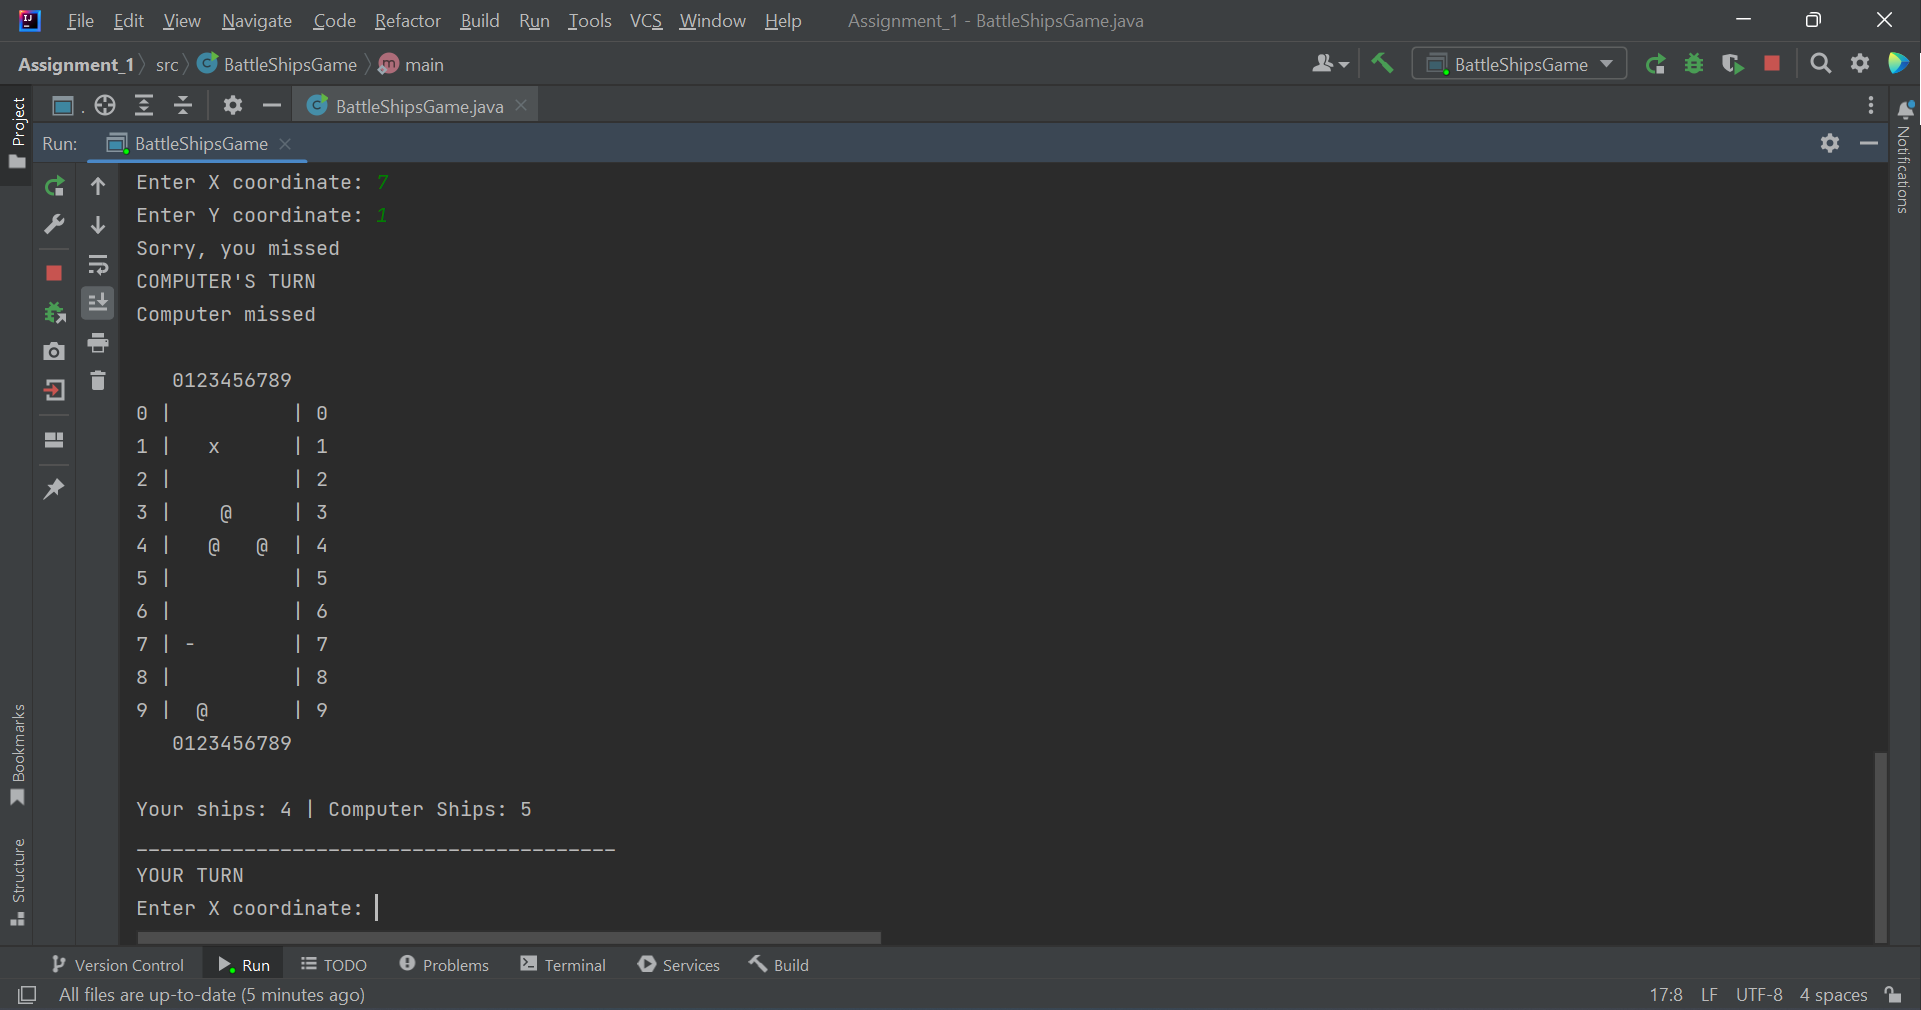 File Edit View Navigate Code Refactor Build Run Tools VCS Window Help Assignment_1 - BattleShipsGame.java
Assignment_1 src BattleShipsGame main BattleShipsGame
BattleShipsGame.java
Project
Run: BattleShipsGame
Notifications
Enter X coordinate: 7
Enter Y coordinate: 1
Sorry, you missed
COMPUTER'S TURN
Computer missed
   0123456789
0 |          | 0
1 |   x      | 1
2 |          | 2
3 |    @     | 3
4 |   @   @  | 4
5 |          | 5
6 |          | 6
7 | -        | 7
8 |          | 8
9 |  @       | 9
   0123456789
Your ships: 4 | Computer Ships: 5
________________________________________
YOUR TURN
Enter X coordinate:
Bookmarks
Structure
Version Control Run TODO Problems Terminal Services Build
All files are up-to-date (5 minutes ago) 17:8 LF UTF-8 4 spaces